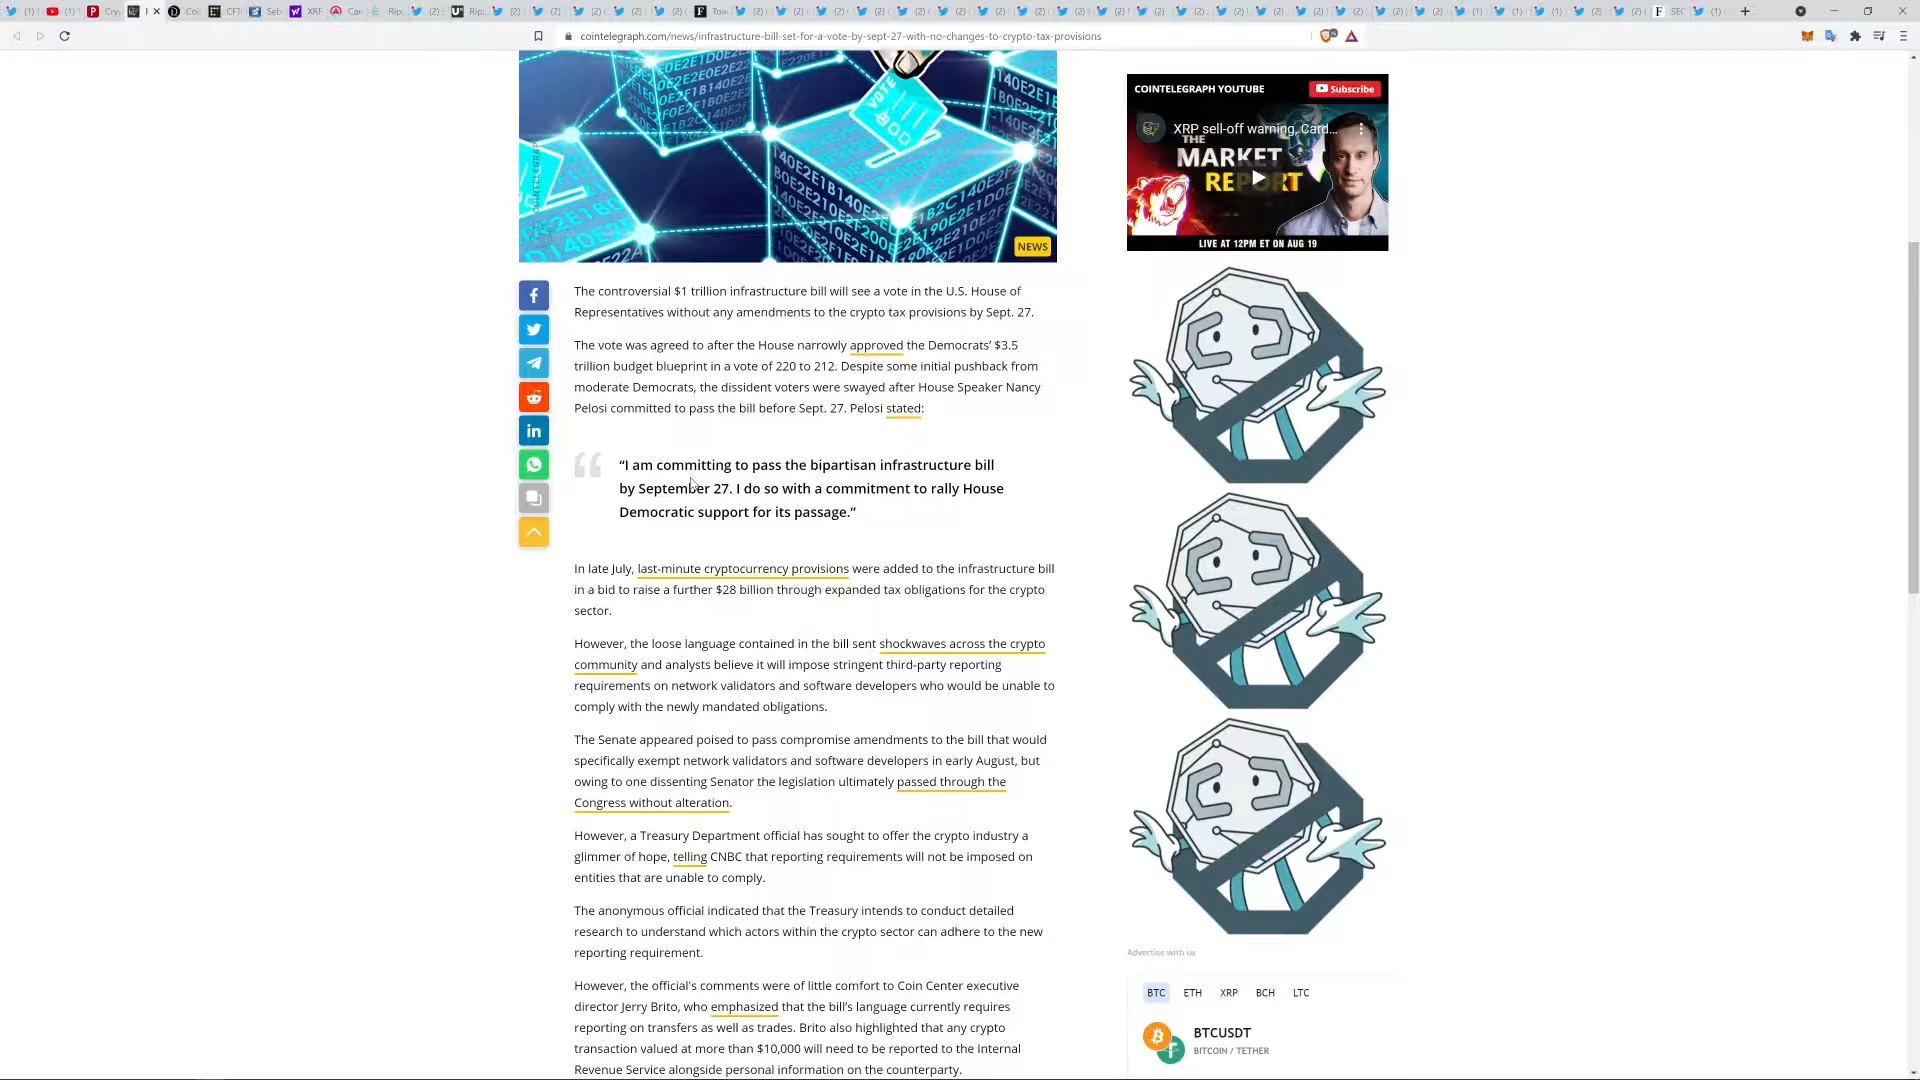 cointelegraph.com/news/infrastructure-bill-set-for-a-vote-by-sept-27-with-no-changes-to-crypto-tax-provisions
VOTE
NEWS
The controversial $1 trillion infrastructure bill will see a vote in the U.S. House of
Representatives without any amendments to the crypto tax provisions by Sept. 27.
The vote was agreed to after the House narrowly approved the Democrats’ $3.5
trillion budget blueprint in a vote of 220 to 212. Despite some initial pushback from
moderate Democrats, the dissident voters were swayed after House Speaker Nancy
Pelosi committed to pass the bill before Sept. 27. Pelosi stated:
“I am committing to pass the bipartisan infrastructure bill
by September 27. I do so with a commitment to rally House
Democratic support for its passage.”
In late July, last-minute cryptocurrency provisions were added to the infrastructure bill
in a bid to raise a further $28 billion through expanded tax obligations for the crypto
sector.
However, the loose language contained in the bill sent shockwaves across the crypto
community and analysts believe it will impose stringent third-party reporting
requirements on network validators and software developers who would be unable to
comply with the newly mandated obligations.
The Senate appeared poised to pass compromise amendments to the bill that would
specifically exempt network validators and software developers in early August, but
owing to one dissenting Senator the legislation ultimately passed through the
Congress without alteration.
However, a Treasury Department official has sought to offer the crypto industry a
glimmer of hope, telling CNBC that reporting requirements will not be imposed on
entities that are unable to comply.
The anonymous official indicated that the Treasury intends to conduct detailed
research to understand which actors within the crypto sector can adhere to the new
reporting requirement.
However, the official's comments were of little comfort to Coin Center executive
director Jerry Brito, who emphasized that the bill’s language currently requires
reporting on transfers as well as trades. Brito also highlighted that any crypto
transaction valued at more than $10,000 will need to be reported to the Internal
Revenue Service alongside personal information on the counterparty.
COINTELEGRAPH YOUTUBE
Subscribe
XRP sell-off warning, Card...
THE
MARKET
REPORT
LIVE AT 12PM ET ON AUG 19
Advertise with us
BTC ETH XRP BCH LTC
BTCUSDT
BITCOIN / TETHER